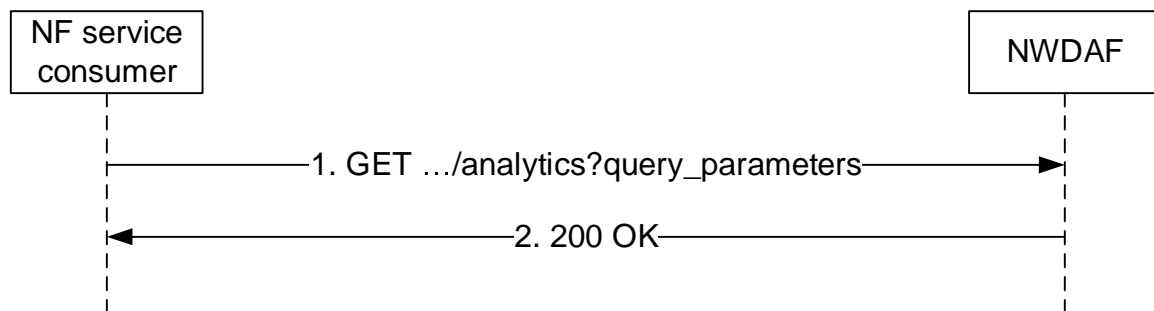 NF service
consumer
NWDAF
1. GET …/analytics?query_parameters
2. 200 OK